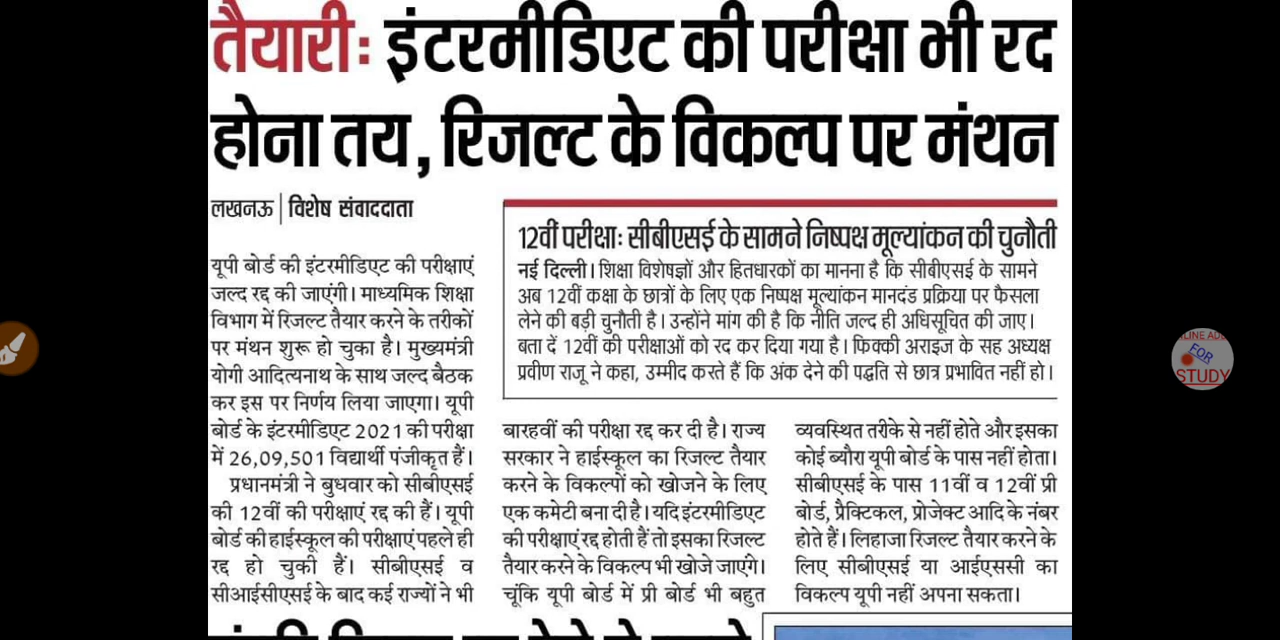 तैयारी: इंटरमीडिएट की परीक्षा भी रद
होना तय, रिजल्ट के विकल्प पर मंथन
लखनऊ | विशेष संवाददाता
यूपी बोर्ड की इंटरमीडिएट की परीक्षाएं
जल्द रद्द की जाएंगी। माध्यमिक शिक्षा
विभाग में रिजल्ट तैयार करने के तरीकों
पर मंथन शुरू हो चुका है। मुख्यमंत्री
योगी आदित्यनाथ के साथ जल्द बैठक
कर इस पर निर्णय लिया जाएगा। यूपी
बोर्ड के इंटरमीडिएट 2021 की परीक्षा
में 26,09,501 विद्यार्थी पंजीकृत हैं।
प्रधानमंत्री ने बुधवार को सीबीएसई
की 12वीं की परीक्षाएं रद्द की हैं। यूपी
बोर्ड की हाईस्कूल की परीक्षाएं पहले ही
रद्द हो चुकी हैं। सीबीएसई व
सीआईसीएसई के बाद कई राज्यों ने भी
12वीं परीक्षा: सीबीएसई के सामने निष्पक्ष मूल्यांकन की चुनौती
नई दिल्ली। शिक्षा विशेषज्ञों और हितधारकों का मानना है कि सीबीएसई के सामने
अब 12वीं कक्षा के छात्रों के लिए एक निष्पक्ष मूल्यांकन मानदंड प्रक्रिया पर फैसला
लेने की बड़ी चुनौती है। उन्होंने मांग की है कि नीति जल्द ही अधिसूचित की जाए।
बता दें 12वीं की परीक्षाओं को रद कर दिया गया है। फिक्की अराइज के सह अध्यक्ष
प्रवीण राजू ने कहा, उम्मीद करते हैं कि अंक देने की पद्धति से छात्र प्रभावित नहीं हो।
बारहवीं की परीक्षा रद्द कर दी है। राज्य
सरकार ने हाईस्कूल का रिजल्ट तैयार
करने के विकल्पों को खोजने के लिए
एक कमेटी बना दी है। यदि इंटरमीडिएट
की परीक्षाएं रद्द होती हैं तो इसका रिजल्ट
तैयार करने के विकल्प भी खोजे जाएंगे।
चूंकि यूपी बोर्ड में प्री बोर्ड भी बहुत
व्यवस्थित तरीके से नहीं होते और इसका
कोई ब्यौरा यूपी बोर्ड के पास नहीं होता।
सीबीएसई के पास 11वीं व 12वीं प्री
बोर्ड, प्रैक्टिकल, प्रोजेक्ट आदि के नंबर
होते हैं। लिहाजा रिजल्ट तैयार करने के
लिए सीबीएसई या आईएससी का
विकल्प यूपी नहीं अपना सकता।
FOR
STUDY